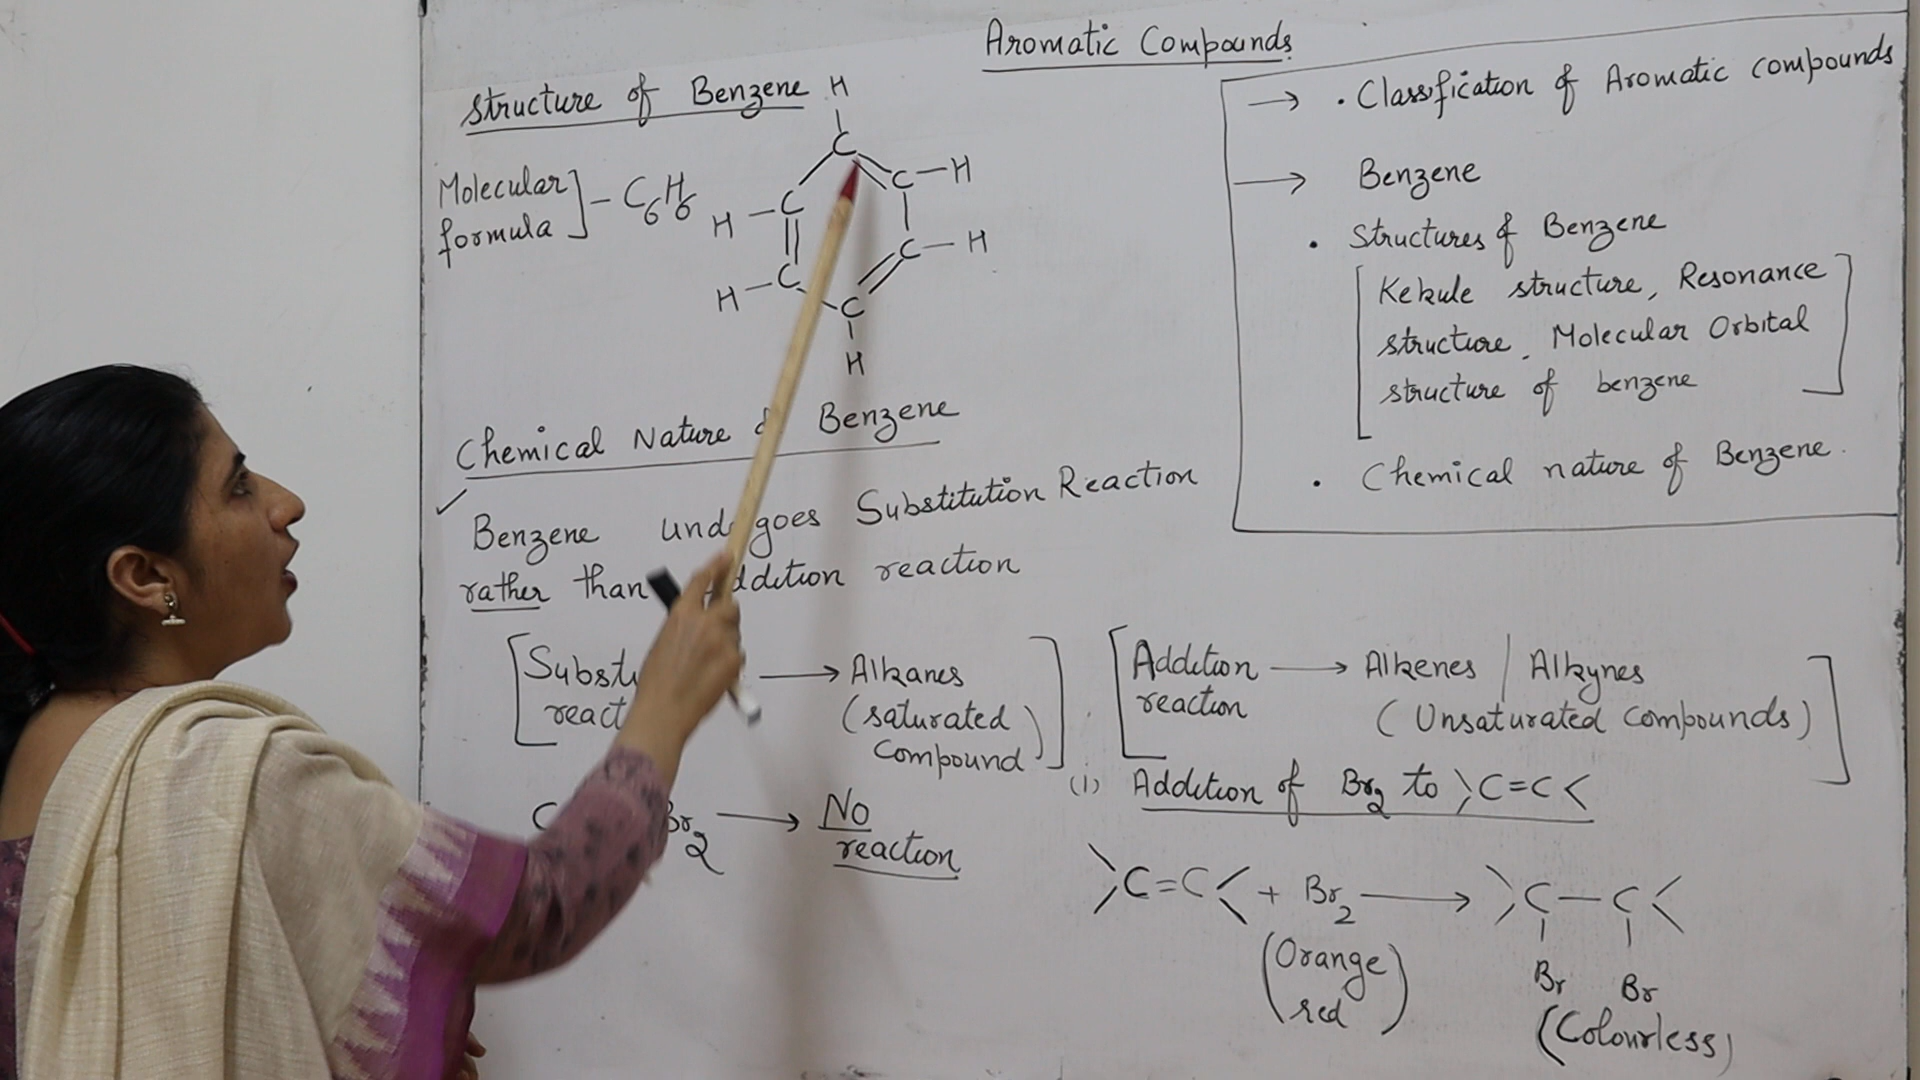 Aromatic Compounds.
Structure of Benzene
Molecular
formula ] - C6H6
H
C
C - H
H - C
C - H
H - C
C
H
Chemical Nature Benzene
✓
Benzene undergoes Substitution Reaction
rather than addition reaction
→ Alkanes
(saturated
compound)
Br2 → No
reaction
→ . Classification of Aromatic compounds
→ Benzene
. Structures of Benzene
[Kekule structure, Resonance
structure, Molecular Orbital
structure of benzene]
. Chemical nature of Benzene.
[Addition → Alkenes / Alkynes
reaction (Unsaturated Compounds)]
(1) Addition of Br2 to >C=C<
>C=C< + Br2 → >C-C<
Br Br
(Orange
red)
(Colourless)